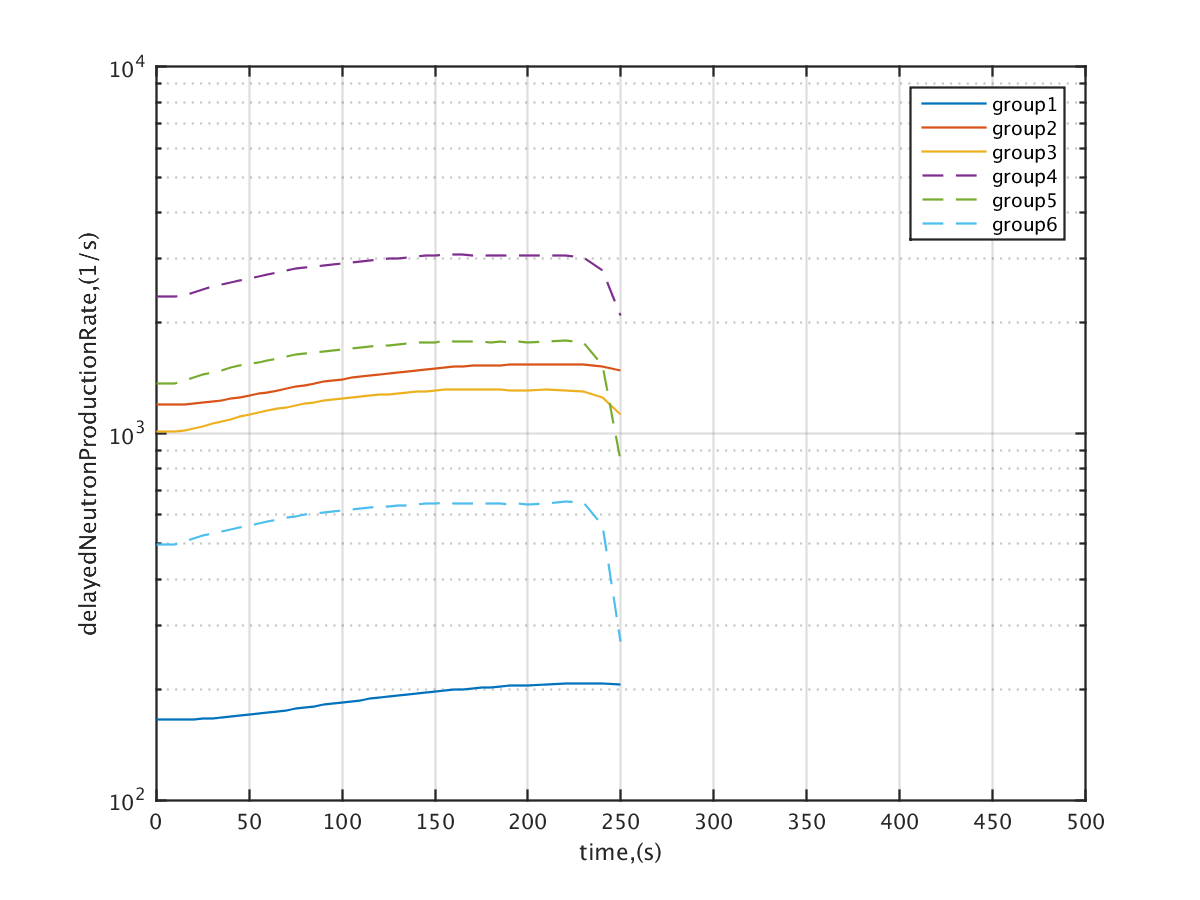 10^4
10^3
10^2
delayedNeutronProductionRate,(1/s)
group1
group2
group3
group4
group5
group6
0 50 100 150 200 250 300 350 400 450 500
time,(s)